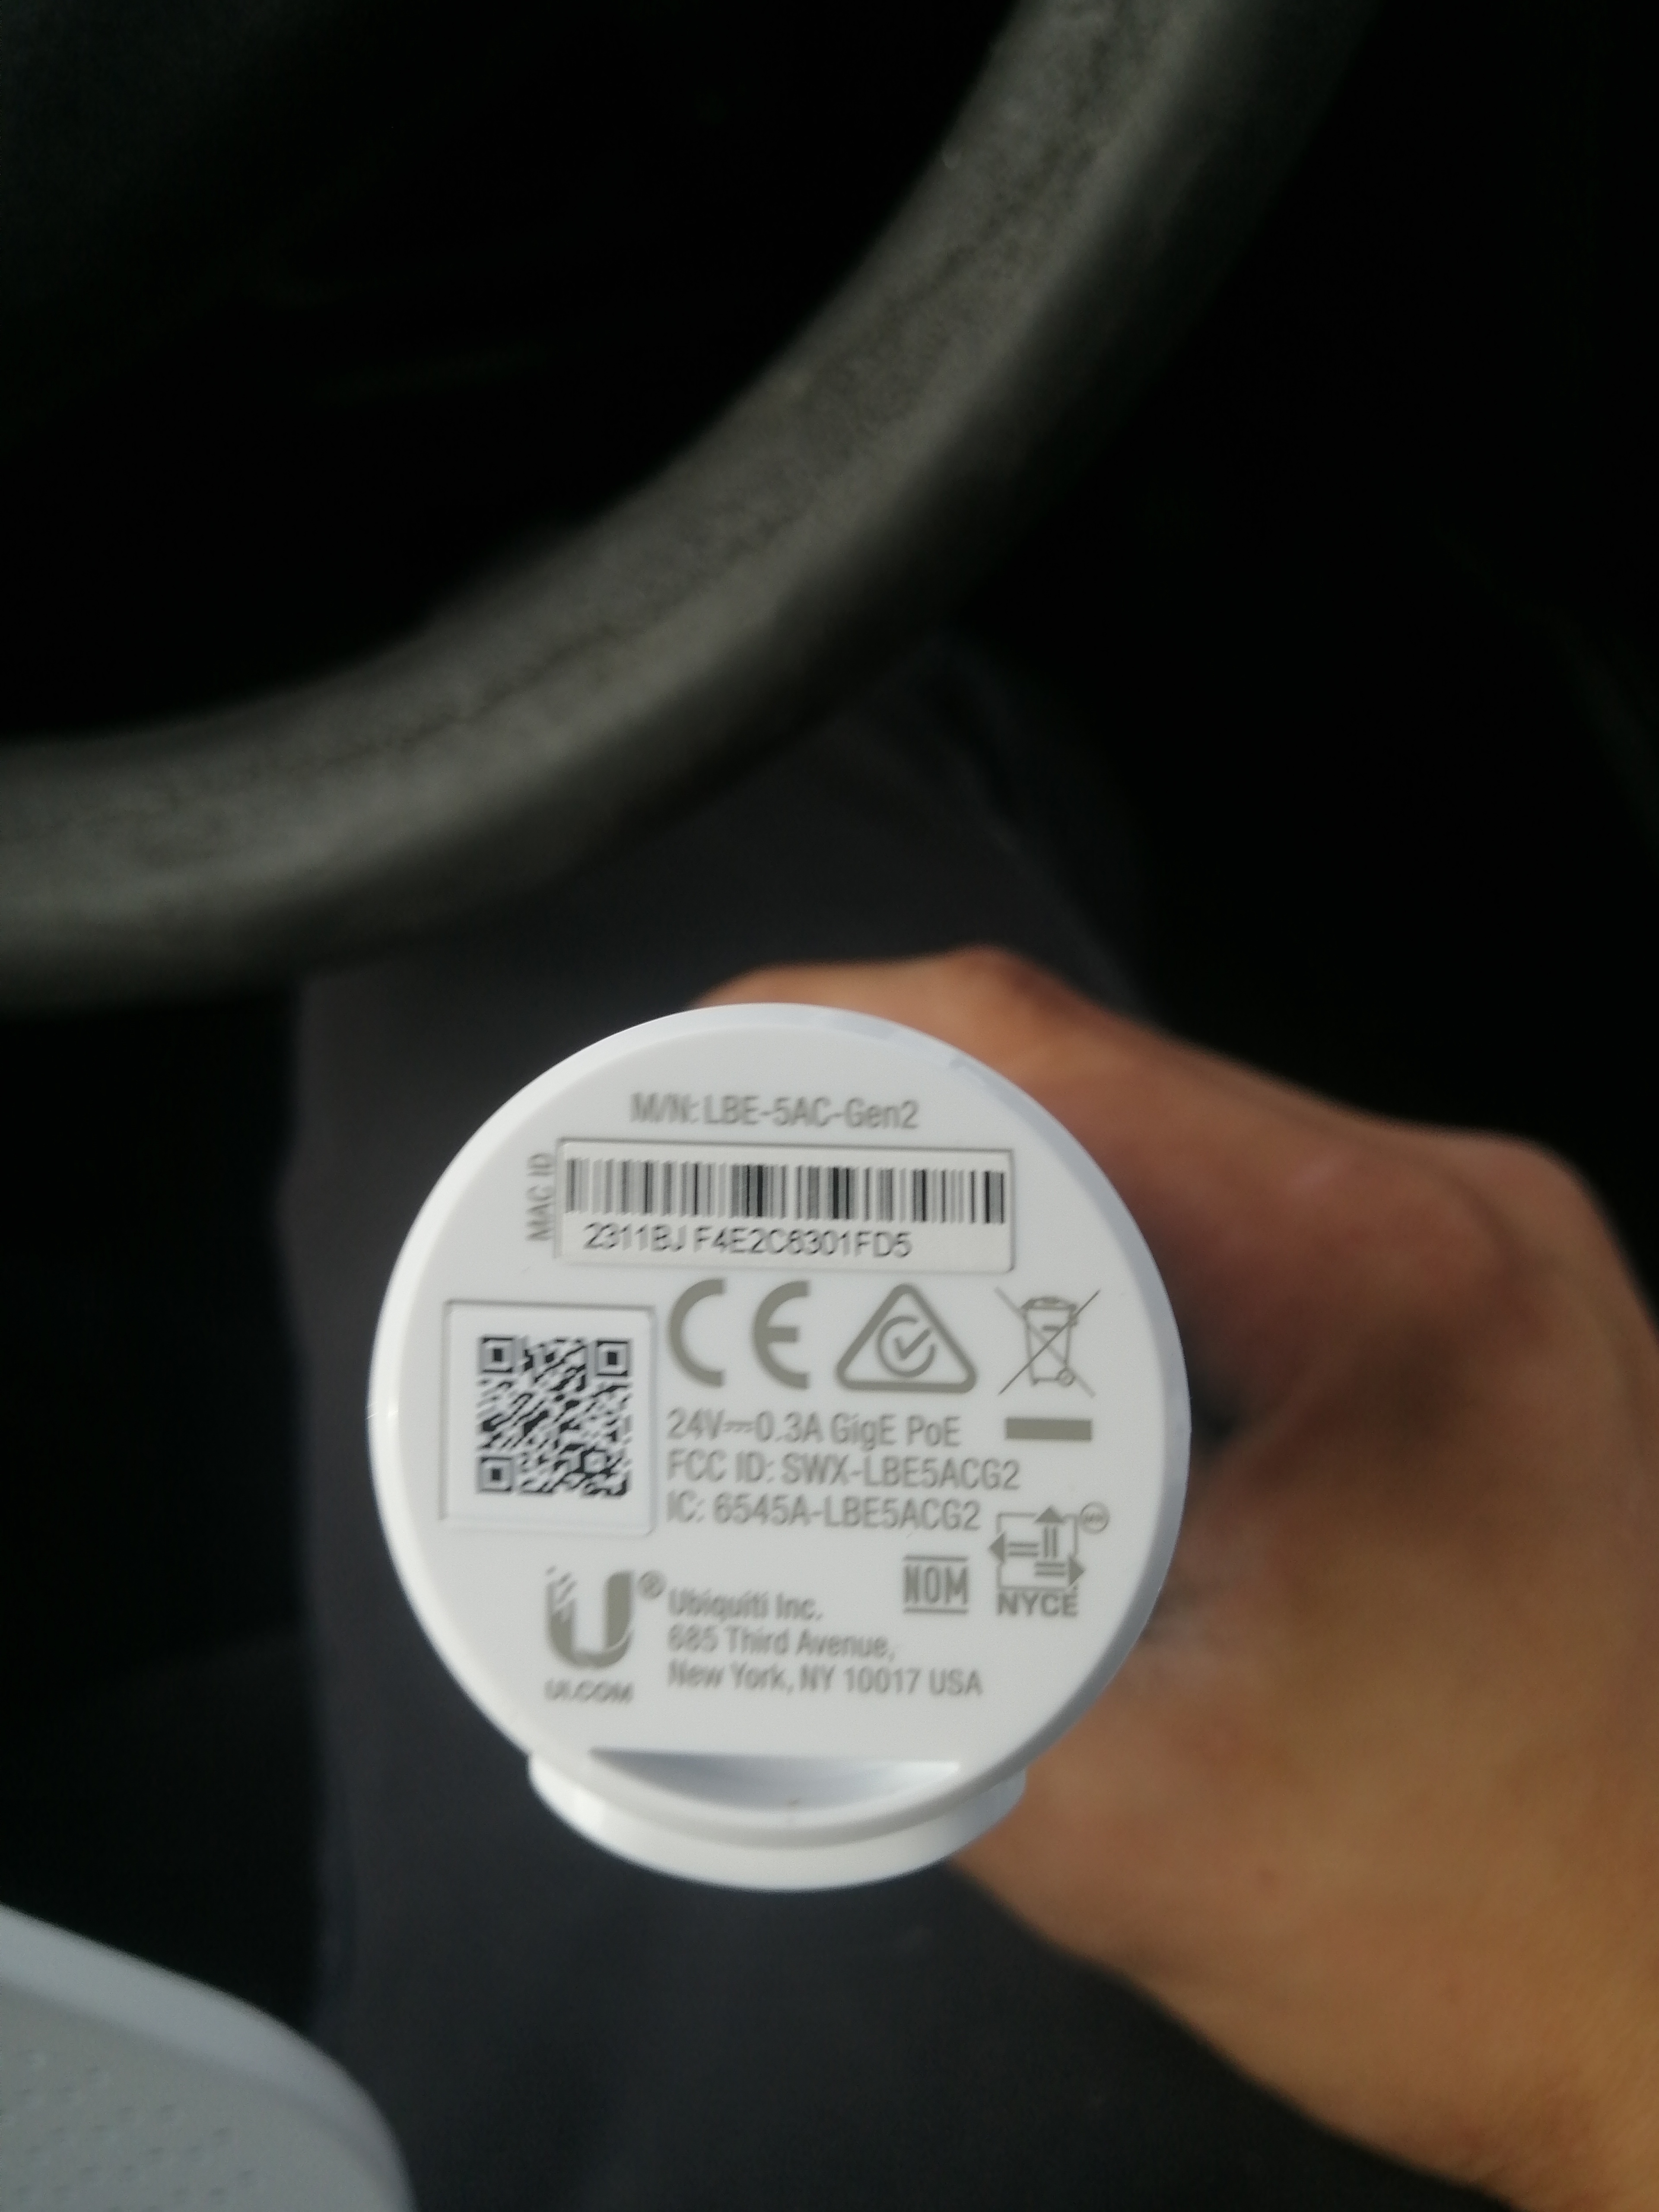 M/N: LBE-5AC-Gen2
MAC ID
2311BJ F4E2C6301FD5
CE
24V⎓0.3A GigE PoE
FCC ID: SWX-LBE5ACG2
IC: 6545A-LBE5ACG2
NOM
NYCE
U®
UI.COM
Ubiquiti Inc.
685 Third Avenue,
New York, NY 10017 USA